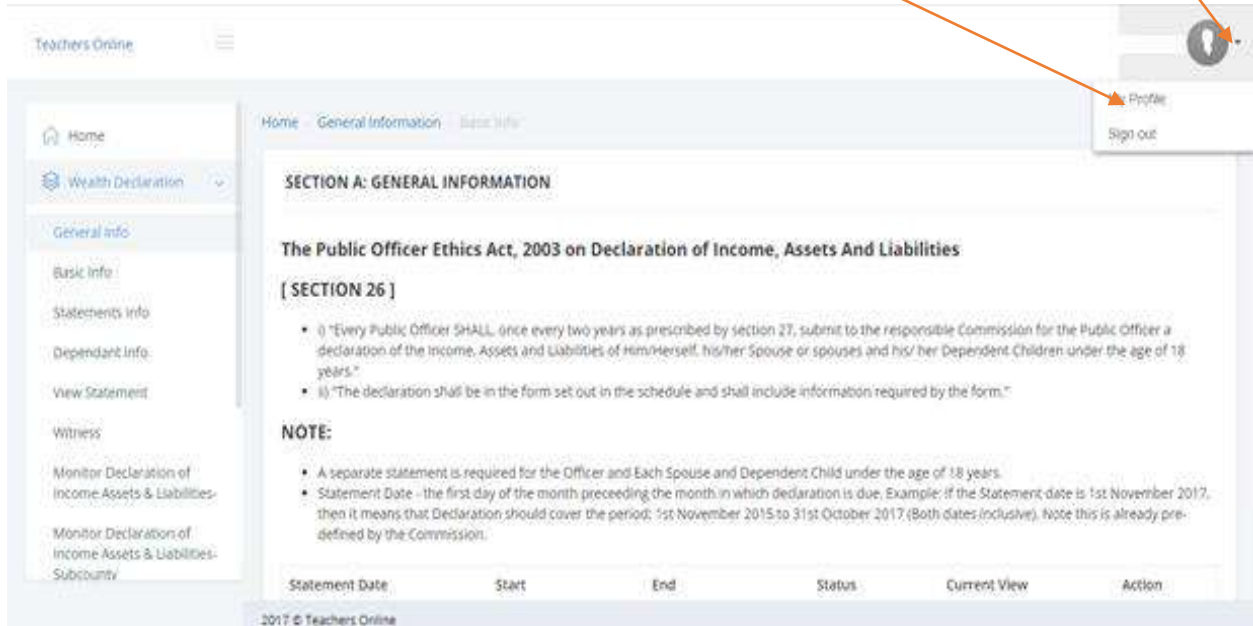 Teachers Online
My Profile
Sign out
Home
Wealth Declaration
General Info
Basic Info
Statements Info
Dependant Info
View Statement
Witness
Monitor Declaration of
Income Assets & Liabilities-
Monitor Declaration of
Income Assets & Liabilities-
Subcounty
Home General Information Basic Info
SECTION A: GENERAL INFORMATION
The Public Officer Ethics Act, 2003 on Declaration of Income, Assets And Liabilities
[ SECTION 26 ]
• i) "Every Public Officer SHALL, once every two years as prescribed by section 27, submit to the responsible Commission for the Public Officer a
declaration of the Income, Assets and Liabilities of Him/Herself, his/her Spouse or spouses and his/ her Dependent Children under the age of 18
years."
• ii) "The declaration shall be in the form set out in the schedule and shall include information required by the form."
NOTE:
• A separate statement is required for the Officer and Each Spouse and Dependent Child under the age of 18 years.
• Statement Date - the first day of the month preceeding the month in which declaration is due. Example: If the Statement date is 1st November 2017,
then it means that Declaration should cover the period: 1st November 2015 to 31st October 2017 (Both dates inclusive). Note this is already pre-
defined by the Commission.
Statement Date Start End Status Current View Action
2017 © Teachers Online